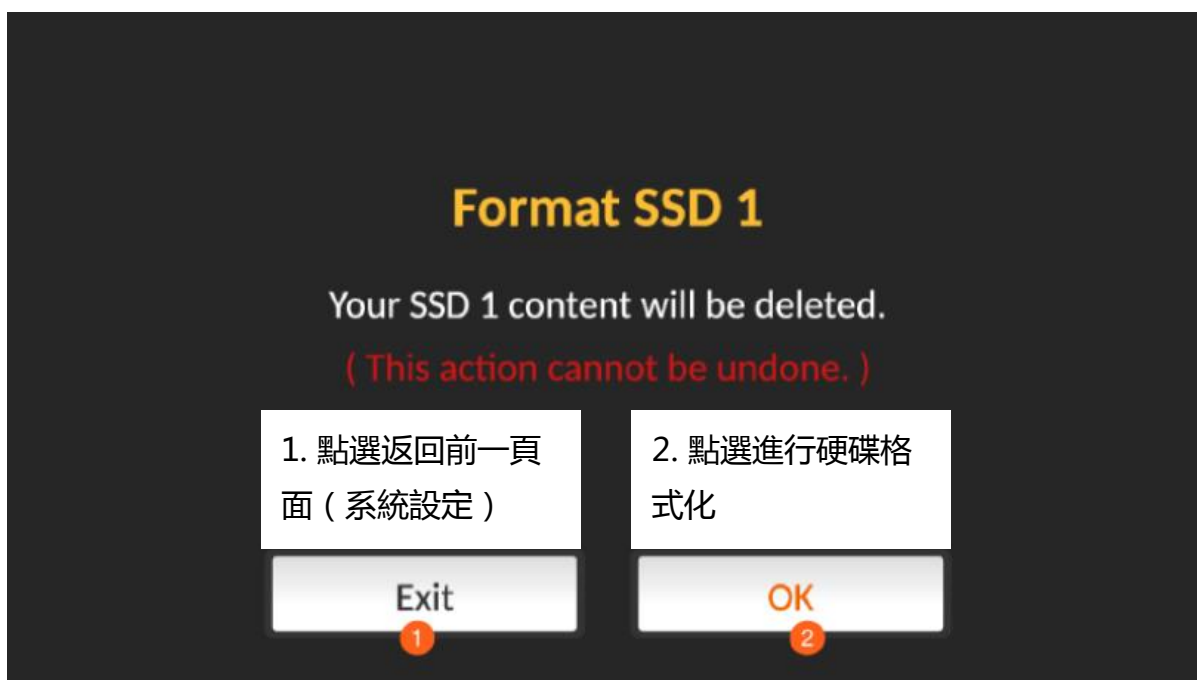 Format SSD 1
Your SSD 1 content will be deleted.
( This action cannot be undone. )
1. 點選返回前一頁
面（系統設定）
2. 點選進行硬碟格
式化
Exit
1
OK
2